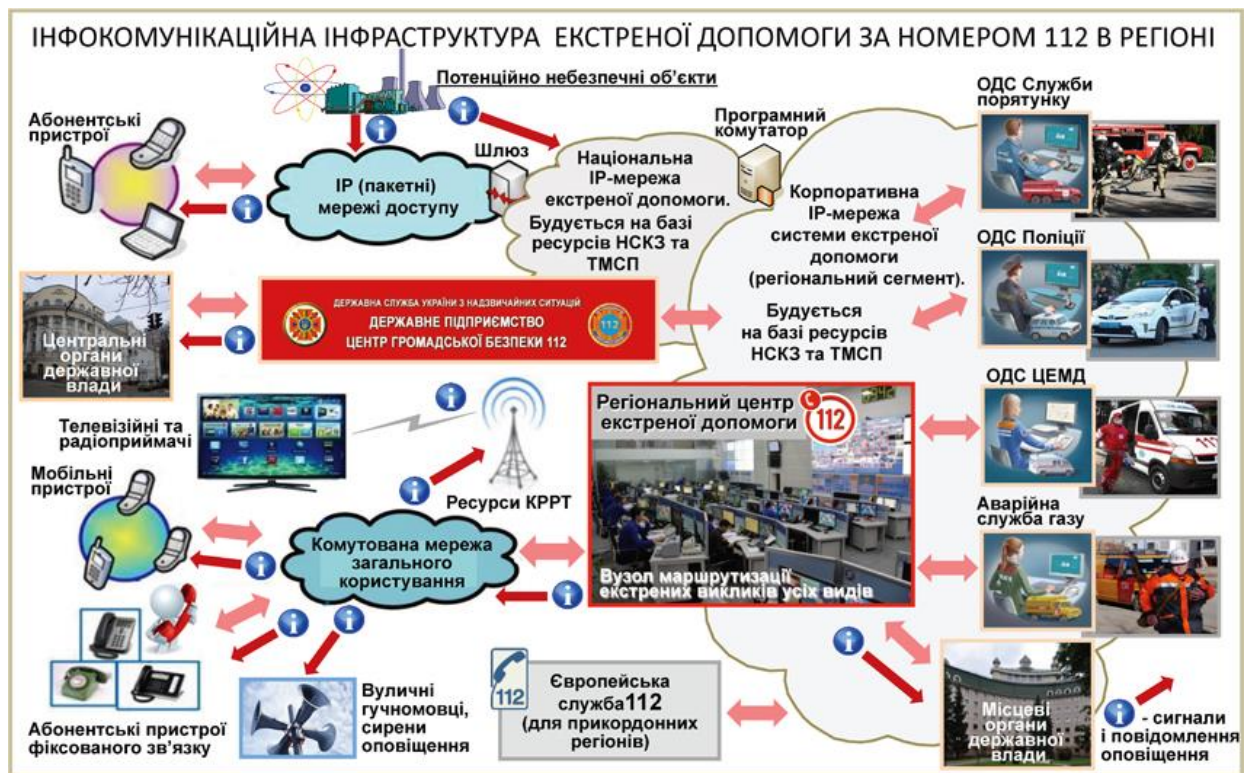 ІНФОКОМУНІКАЦІЙНА ІНФРАСТРУКТУРА ЕКСТРЕНОЇ ДОПОМОГИ ЗА НОМЕРОМ 112 В РЕГІОНІ
Потенційно небезпечні об'єкти
Абонентські
пристрої
ІР (пакетні)
мережі доступу
Шлюз
Національна
ІР-мережа
екстреної допомоги.
Будується на базі
ресурсів НСКЗ та
ТМСП
Програмний
комутатор
Корпоративна
ІР-мережа
системи екстреної
допомоги
(регіональний сегмент).
Будується
на базі ресурсів
НСКЗ та ТМСП
ОДС Служби
порятунку
ОДС Поліції
ОДС ЦЕМД
Аварійна
служба газу
Центральні
органи
державної
влади
ДЕРЖАВНА СЛУЖБА УКРАЇНИ З НАДЗВИЧАЙНИХ СИТУАЦІЙ
ДЕРЖАВНЕ ПІДПРИЄМСТВО
ЦЕНТР ГРОМАДСЬКОЇ БЕЗПЕКИ 112
112
Телевізійні та
радіоприймачі
Ресурси КРРТ
Мобільні
пристрої
Комутована мережа
загального
користування
Регіональний центр
екстреної допомоги
112
Вузол маршрутизації
екстрених викликів усіх видів
Абонентські пристрої
фіксованого зв'язку
Вуличні
гучномовці,
сирени
оповіщення
112
Європейська
служба112
(для прикордонних
регіонів)
Місцеві
органи
державної
влади
i - сигнали
і повідомлення
оповіщення